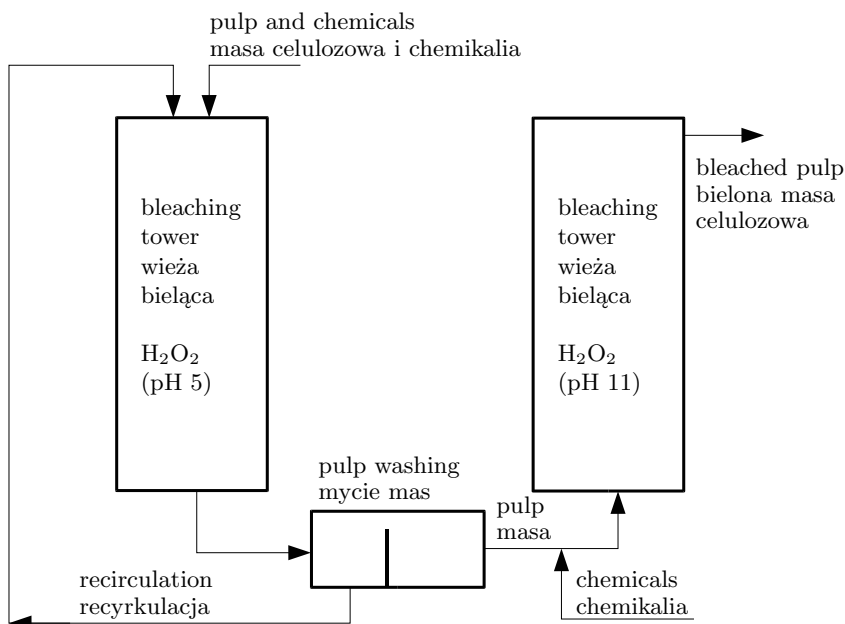 pulp and chemicals
masa celulozowa i chemikalia
bleaching
tower
wieża
bieląca
H₂O₂
(pH 5)
bleaching
tower
wieża
bieląca
H₂O₂
(pH 11)
bleached pulp
bielona masa
celulozowa
pulp washing
mycie mas
pulp
masa
recirculation
recyrkulacja
chemicals
chemikalia